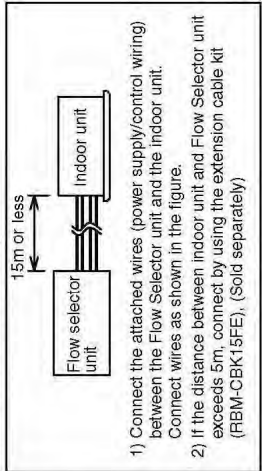 15m or less
Flow selector
unit
Indoor unit
1) Connect the attached wires (power supply/control wiring)
between the Flow Selector unit and the indoor unit.
Connect wires as shown in the figure.
2) If the distance between indoor unit and Flow Selector unit
exceeds 5m, connect by using the extension cable kit
(RBM-CBK15FE), (Sold separately)